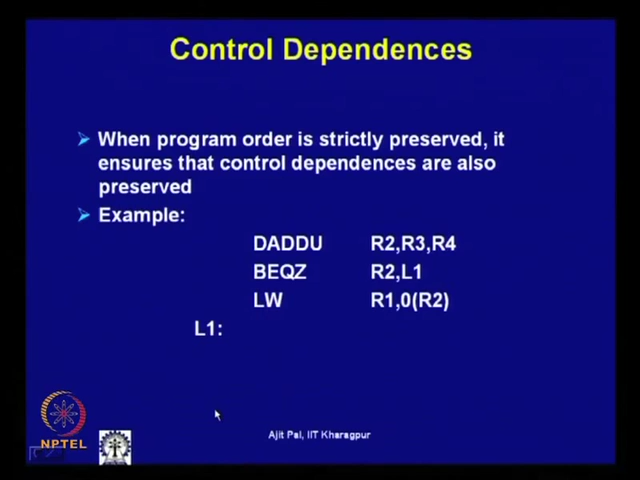 Control Dependences
When program order is strictly preserved, it
ensures that control dependences are also
preserved
Example:
DADDU R2,R3,R4
BEQZ R2,L1
LW R1,0(R2)
L1:
NPTEL
Ajit Pal, IIT Kharagpur